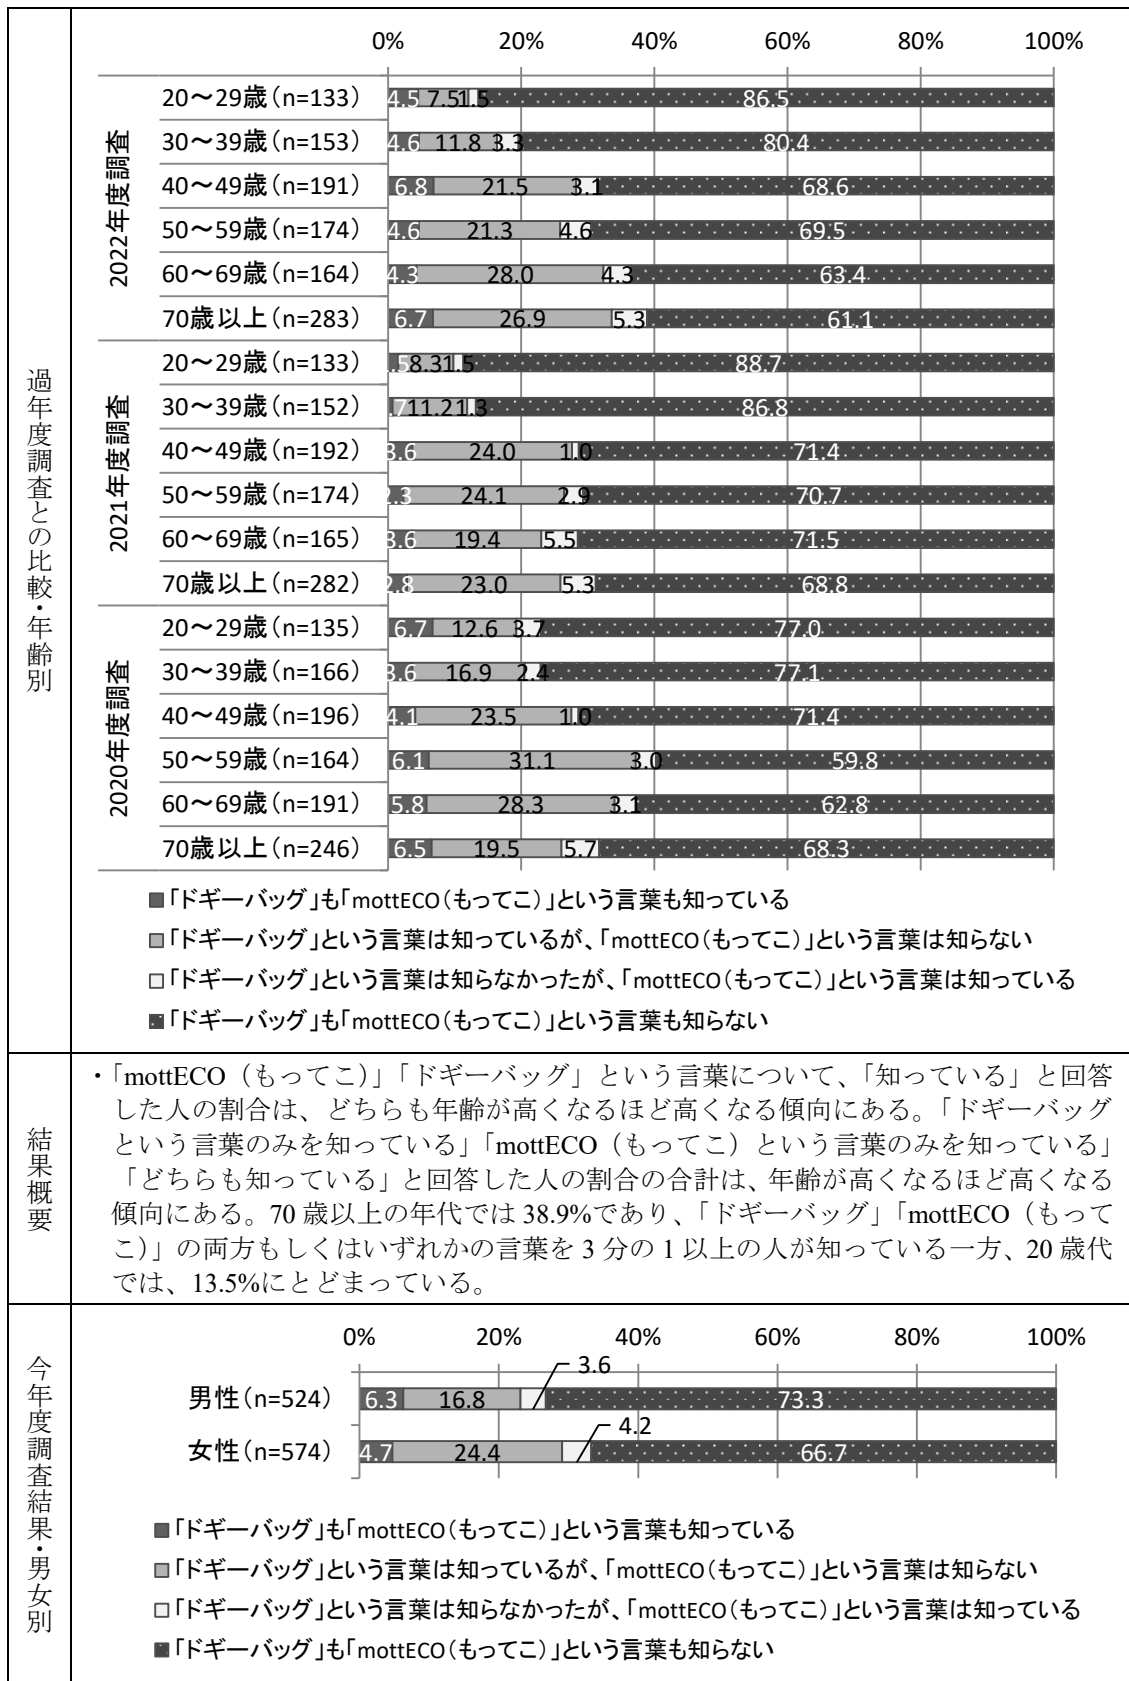 過年度調査との比較・年齢別
0% 20% 40% 60% 80% 100%
2022年度調査
20～29歳(n=133) 4.5 7.5 1.5 86.5
30～39歳(n=153) 4.6 11.8 3.3 80.4
40～49歳(n=191) 6.8 21.5 3.1 68.6
50～59歳(n=174) 4.6 21.3 4.6 69.5
60～69歳(n=164) 4.3 28.0 4.3 63.4
70歳以上(n=283) 6.7 26.9 5.3 61.1
2021年度調査
20～29歳(n=133) .5 8.3 1.5 88.7
30～39歳(n=152) .7 11.2 1.3 86.8
40～49歳(n=192) 3.6 24.0 1.0 71.4
50～59歳(n=174) 2.3 24.1 2.9 70.7
60～69歳(n=165) 3.6 19.4 5.5 71.5
70歳以上(n=282) 2.8 23.0 5.3 68.8
2020年度調査
20～29歳(n=135) 6.7 12.6 3.7 77.0
30～39歳(n=166) 3.6 16.9 2.4 77.1
40～49歳(n=196) 4.1 23.5 1.0 71.4
50～59歳(n=164) 6.1 31.1 3.0 59.8
60～69歳(n=191) 5.8 28.3 3.1 62.8
70歳以上(n=246) 6.5 19.5 5.7 68.3
「ドギーバッグ」も「mottECO(もってこ)」という言葉も知っている
「ドギーバッグ」という言葉は知っているが、「mottECO(もってこ)」という言葉は知らない
「ドギーバッグ」という言葉は知らなかったが、「mottECO(もってこ)」という言葉は知っている
「ドギーバッグ」も「mottECO(もってこ)」という言葉も知らない
結果概要
・「mottECO（もってこ）」「ドギーバッグ」という言葉について、「知っている」と回答
した人の割合は、どちらも年齢が高くなるほど高くなる傾向にある。「ドギーバッグ
という言葉のみを知っている」「mottECO（もってこ）という言葉のみを知っている」
「どちらも知っている」と回答した人の割合の合計は、年齢が高くなるほど高くなる
傾向にある。70 歳以上の年代では 38.9%であり、「ドギーバッグ」「mottECO（もって
こ）」の両方もしくはいずれかの言葉を 3 分の 1 以上の人が知っている一方、20 歳代
では、13.5%にとどまっている。
今年度調査結果・男女別
0% 20% 40% 60% 80% 100%
男性(n=524) 6.3 16.8 3.6 73.3
女性(n=574) 4.7 24.4 4.2 66.7
「ドギーバッグ」も「mottECO(もってこ)」という言葉も知っている
「ドギーバッグ」という言葉は知っているが、「mottECO(もってこ)」という言葉は知らない
「ドギーバッグ」という言葉は知らなかったが、「mottECO(もってこ)」という言葉は知っている
「ドギーバッグ」も「mottECO(もってこ)」という言葉も知らない